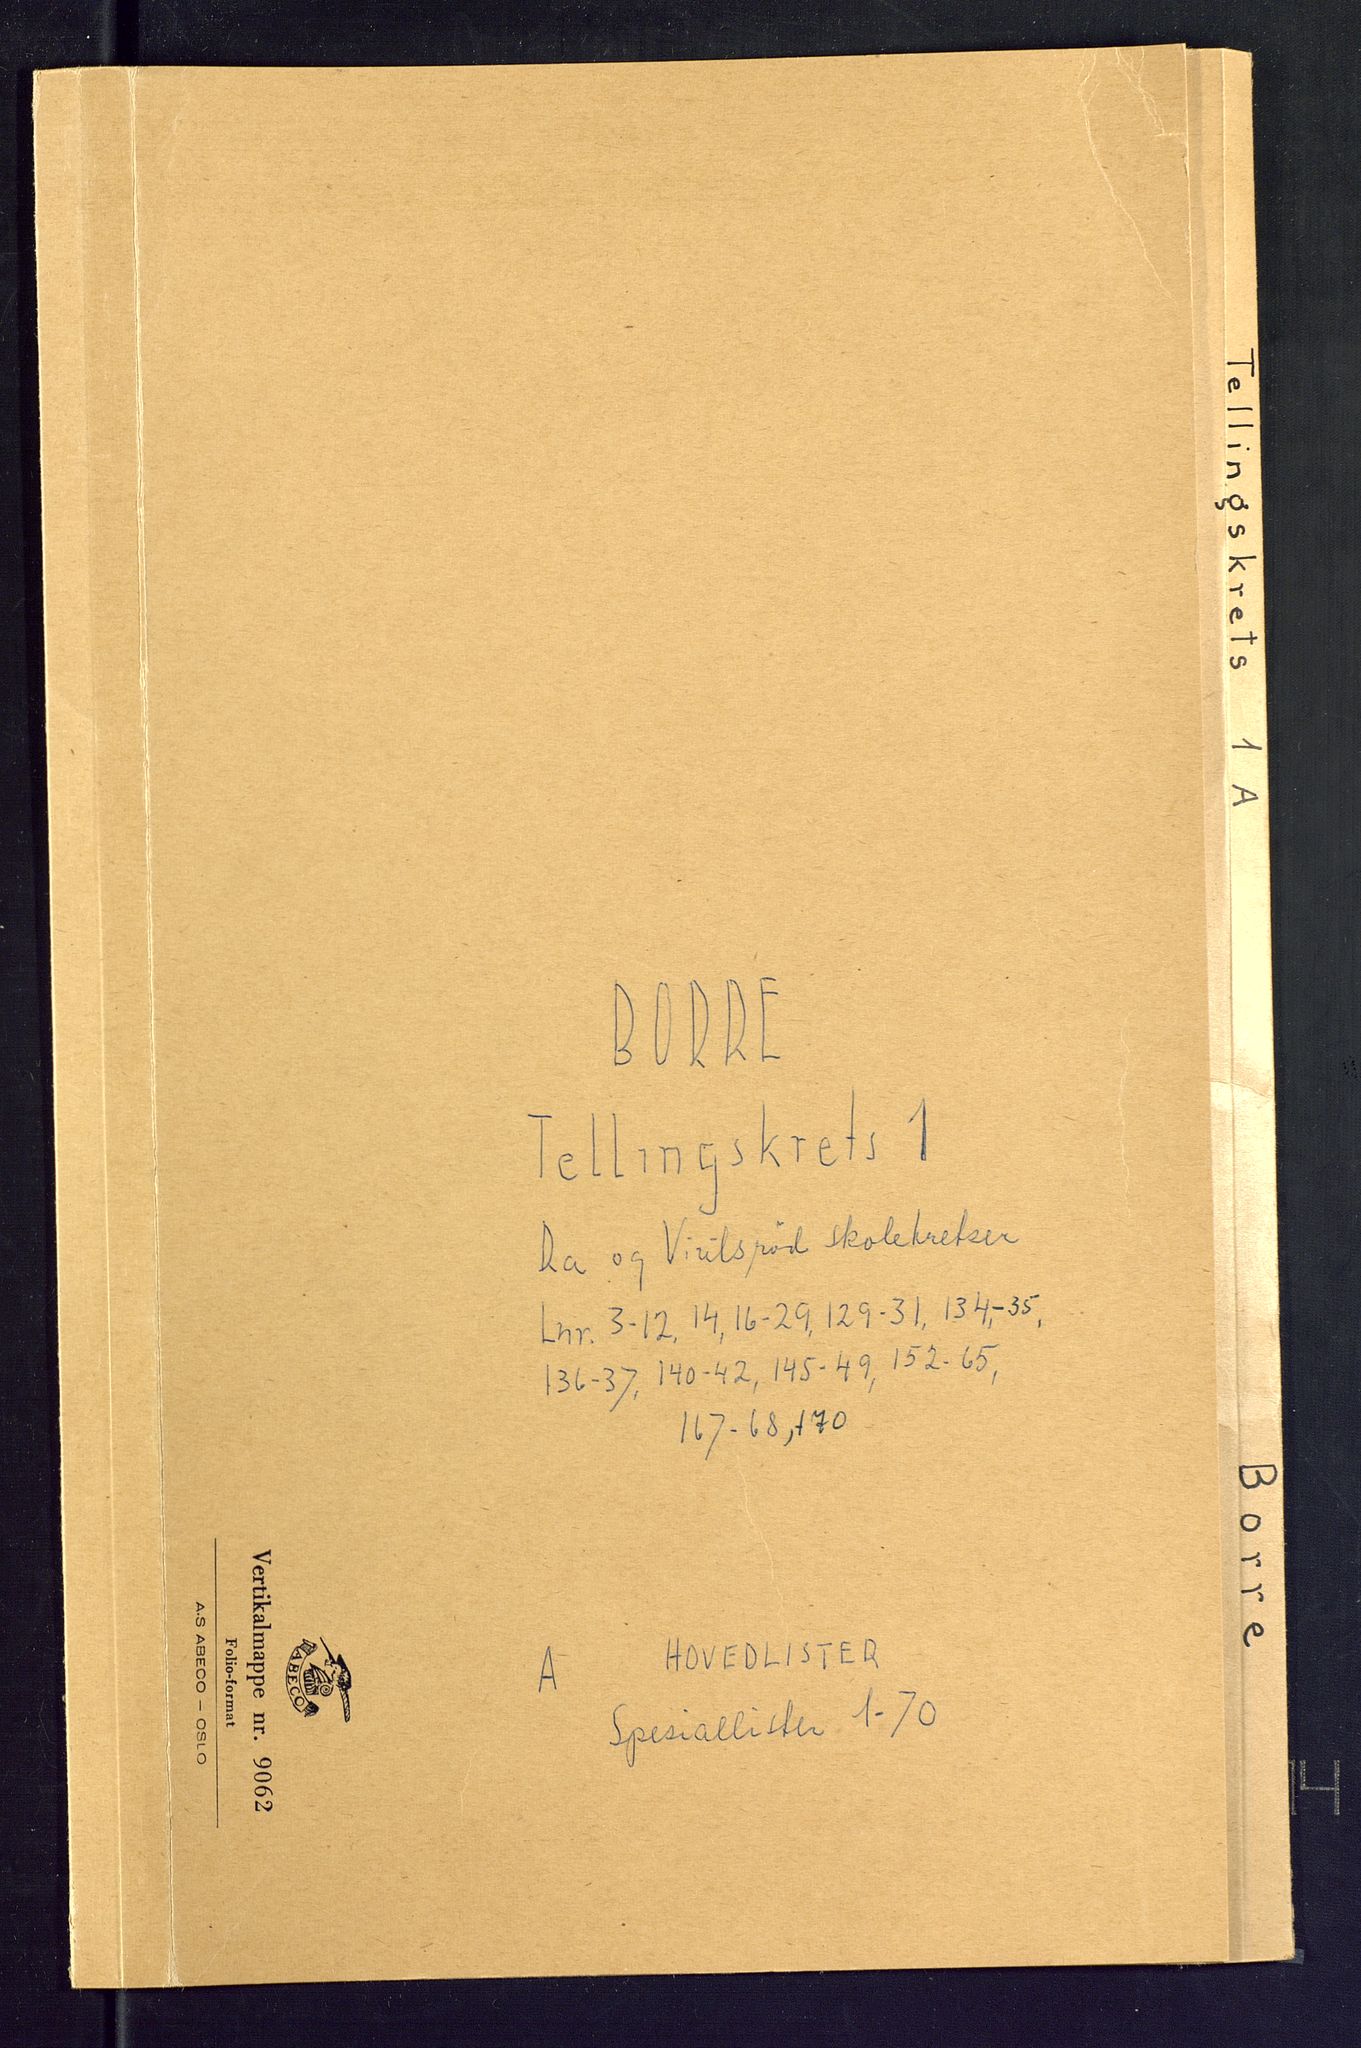 BORRE
Tellingskrets 1
Ra og Viulsrød skolekretser
Lnr. 3-12, 14, 16-29, 129-31, 134,-35,
136-37, 140-42, 145-49, 152-65,
167-68, 170
A HOVEDLISTER
Spesiallister 1-70
Tellingskrets 1 A Borre
ABECO
Vertikalmappe nr. 9062
Folio-format
A.S ABECO – OSLO